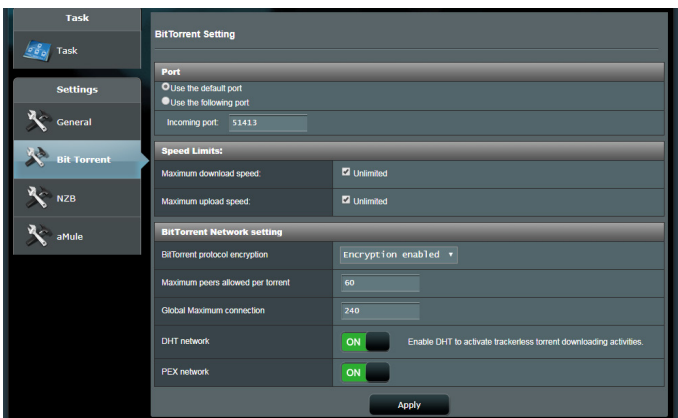 Task
Task
Settings
General
Bit Torrent
NZB
aMule
BitTorrent Setting
Port
Use the default port
Use the following port
Incoming port: 51413
Speed Limits:
Maximum download speed: Unlimited
Maximum upload speed: Unlimited
BitTorrent Network setting
BitTorrent protocol encryption Encryption enabled
Maximum peers allowed per torrent 60
Global Maximum connection 240
DHT network ON Enable DHT to activate trackerless torrent downloading activities.
PEX network ON
Apply